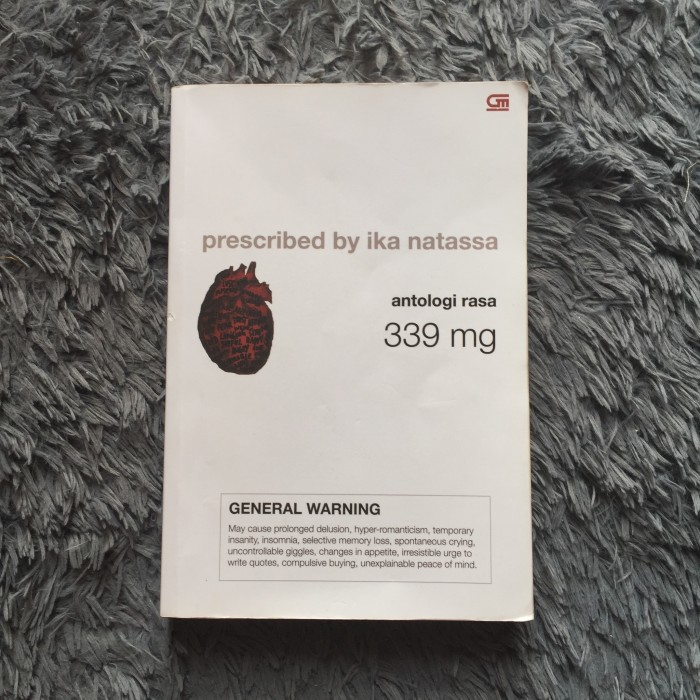 GM
prescribed by ika natassa
antologi rasa
339 mg
GENERAL WARNING
May cause prolonged delusion, hyper-romanticism, temporary
insanity, insomnia, selective memory loss, spontaneous crying,
uncontrollable giggles, changes in appetite, irresistible urge to
write quotes, compulsive buying, unexplainable peace of mind.